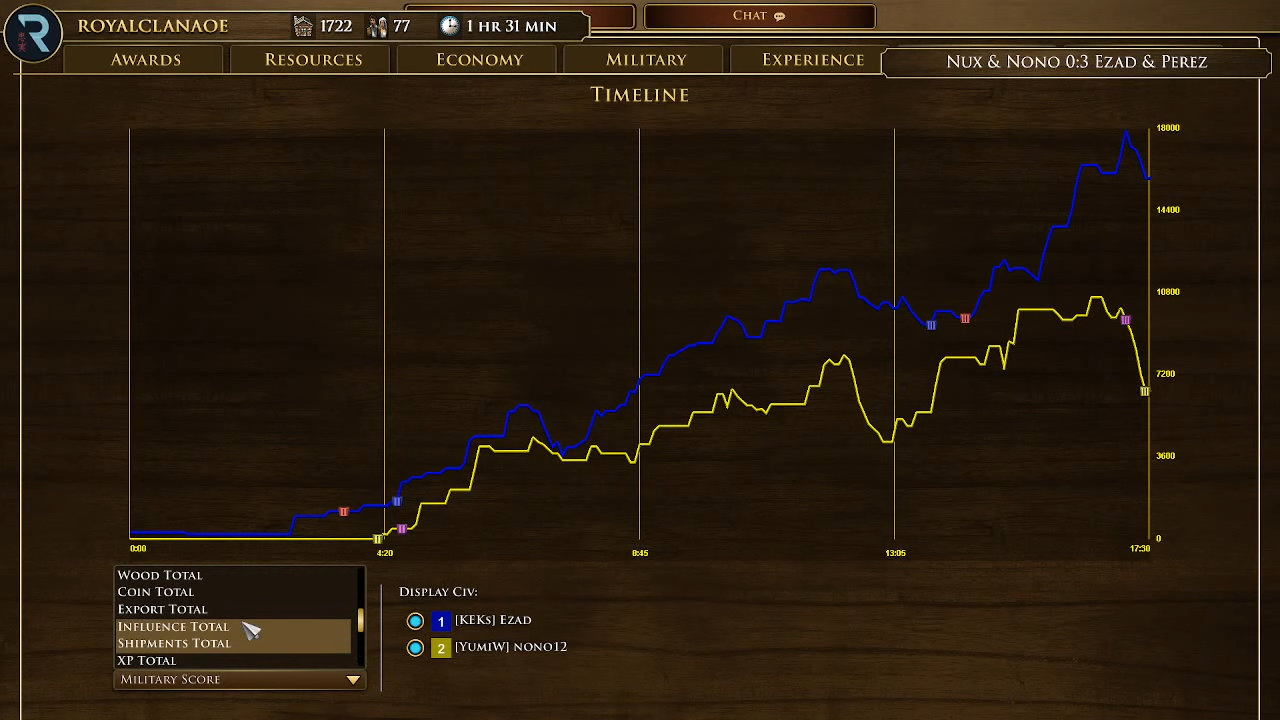 ROYALCLANAOE
1722
77
1 HR 31 MIN
CHAT
AWARDS
RESOURCES
ECONOMY
MILITARY
EXPERIENCE
NUX & NONO 0:3 EZAD & PEREZ
TIMELINE
18000
14400
10800
7200
3600
0
0:00
4:20
8:45
13:05
17:30
WOOD TOTAL
COIN TOTAL
EXPORT TOTAL
INFLUENCE TOTAL
SHIPMENTS TOTAL
XP TOTAL
MILITARY SCORE
DISPLAY CIV:
1 [KEKS] EZAD
2 [YUMIW] NONO12